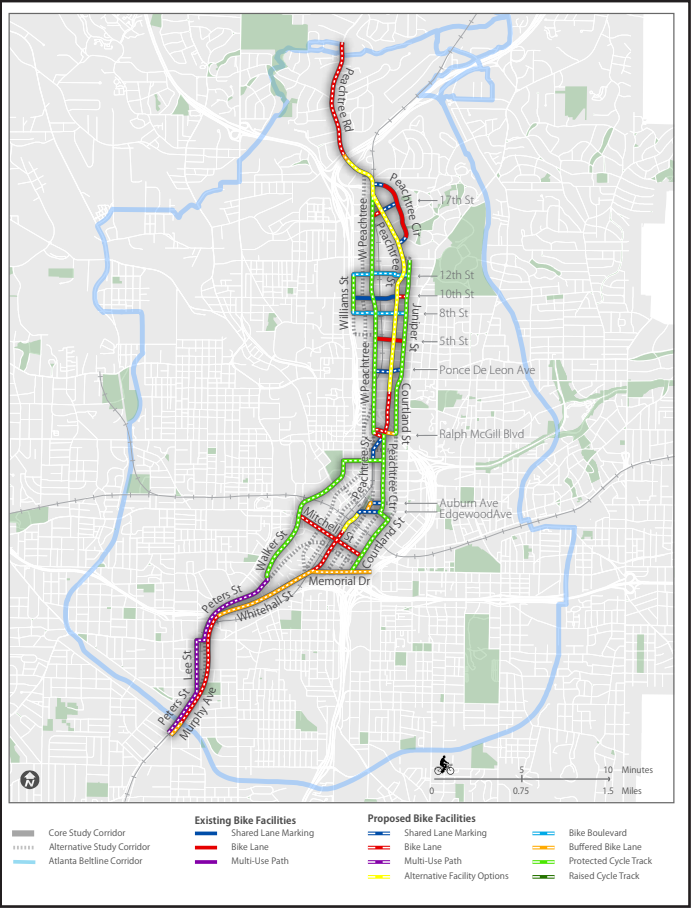 Peachtree Rd
Peachtree Cir
17th St
W Peachtree
Peachtree St
12th St
Williams St
10th St
8th St
Juniper St
5th St
W Peachtree
Ponce De Leon Ave
Courtland St
Ralph McGill Blvd
Peachtree St
Peachtree Ctr
Auburn Ave
EdgewoodAve
Mitchell
St
Walker St
Courtland St
Memorial Dr
Peters St
Whitehall St
Lee St
Peters St
Murphy Ave
N
5 10 Minutes
0 0.75 1.5 Miles
Core Study Corridor
Alternative Study Corridor
Atlanta Beltline Corridor
Existing Bike Facilities
Shared Lane Marking
Bike Lane
Multi-Use Path
Proposed Bike Facilities
Shared Lane Marking
Bike Lane
Multi-Use Path
Alternative Facility Options
Bike Boulevard
Buffered Bike Lane
Protected Cycle Track
Raised Cycle Track